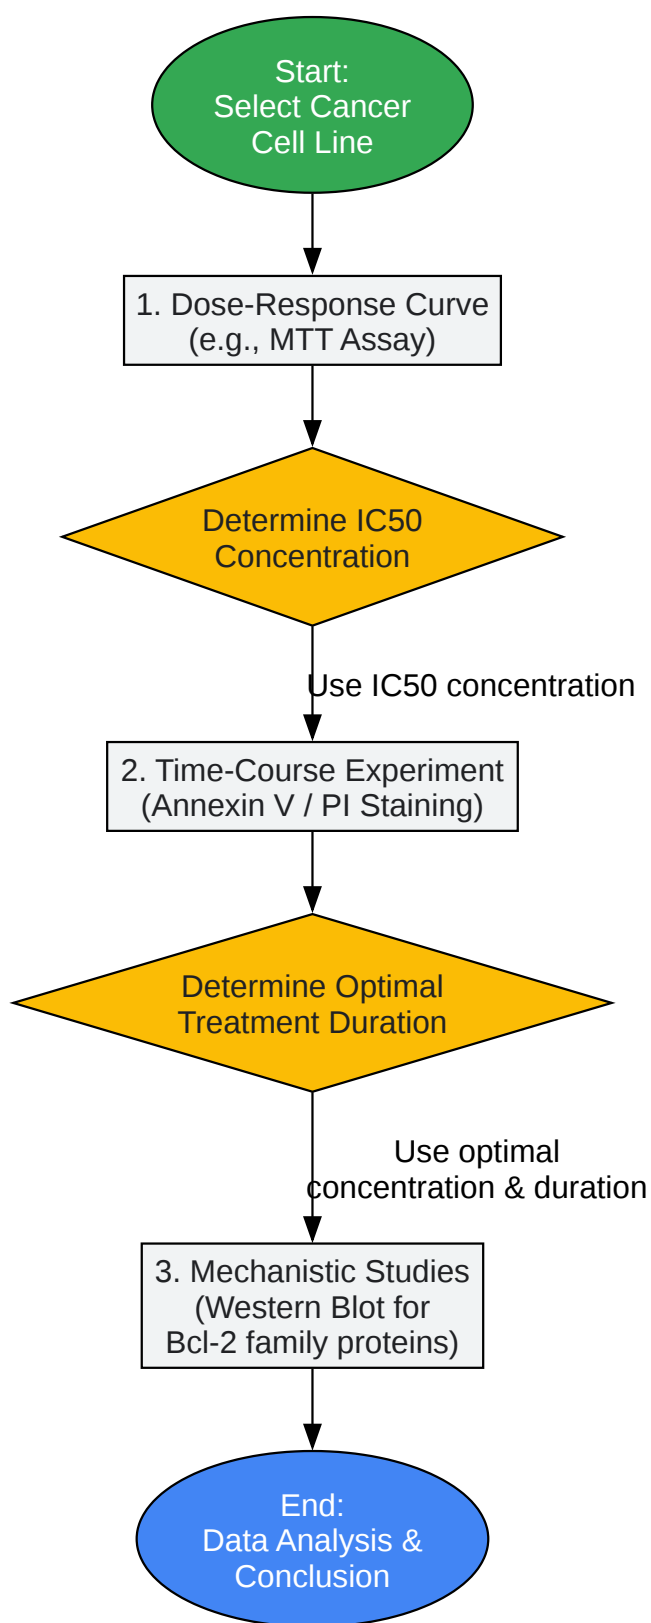 Start:
Select Cancer
Cell Line
1. Dose-Response Curve
(e.g., MTT Assay)
Determine IC50
Concentration
Use IC50 concentration
2. Time-Course Experiment
(Annexin V / PI Staining)
Determine Optimal
Treatment Duration
Use optimal
concentration & duration
3. Mechanistic Studies
(Western Blot for
Bcl-2 family proteins)
End:
Data Analysis &
Conclusion